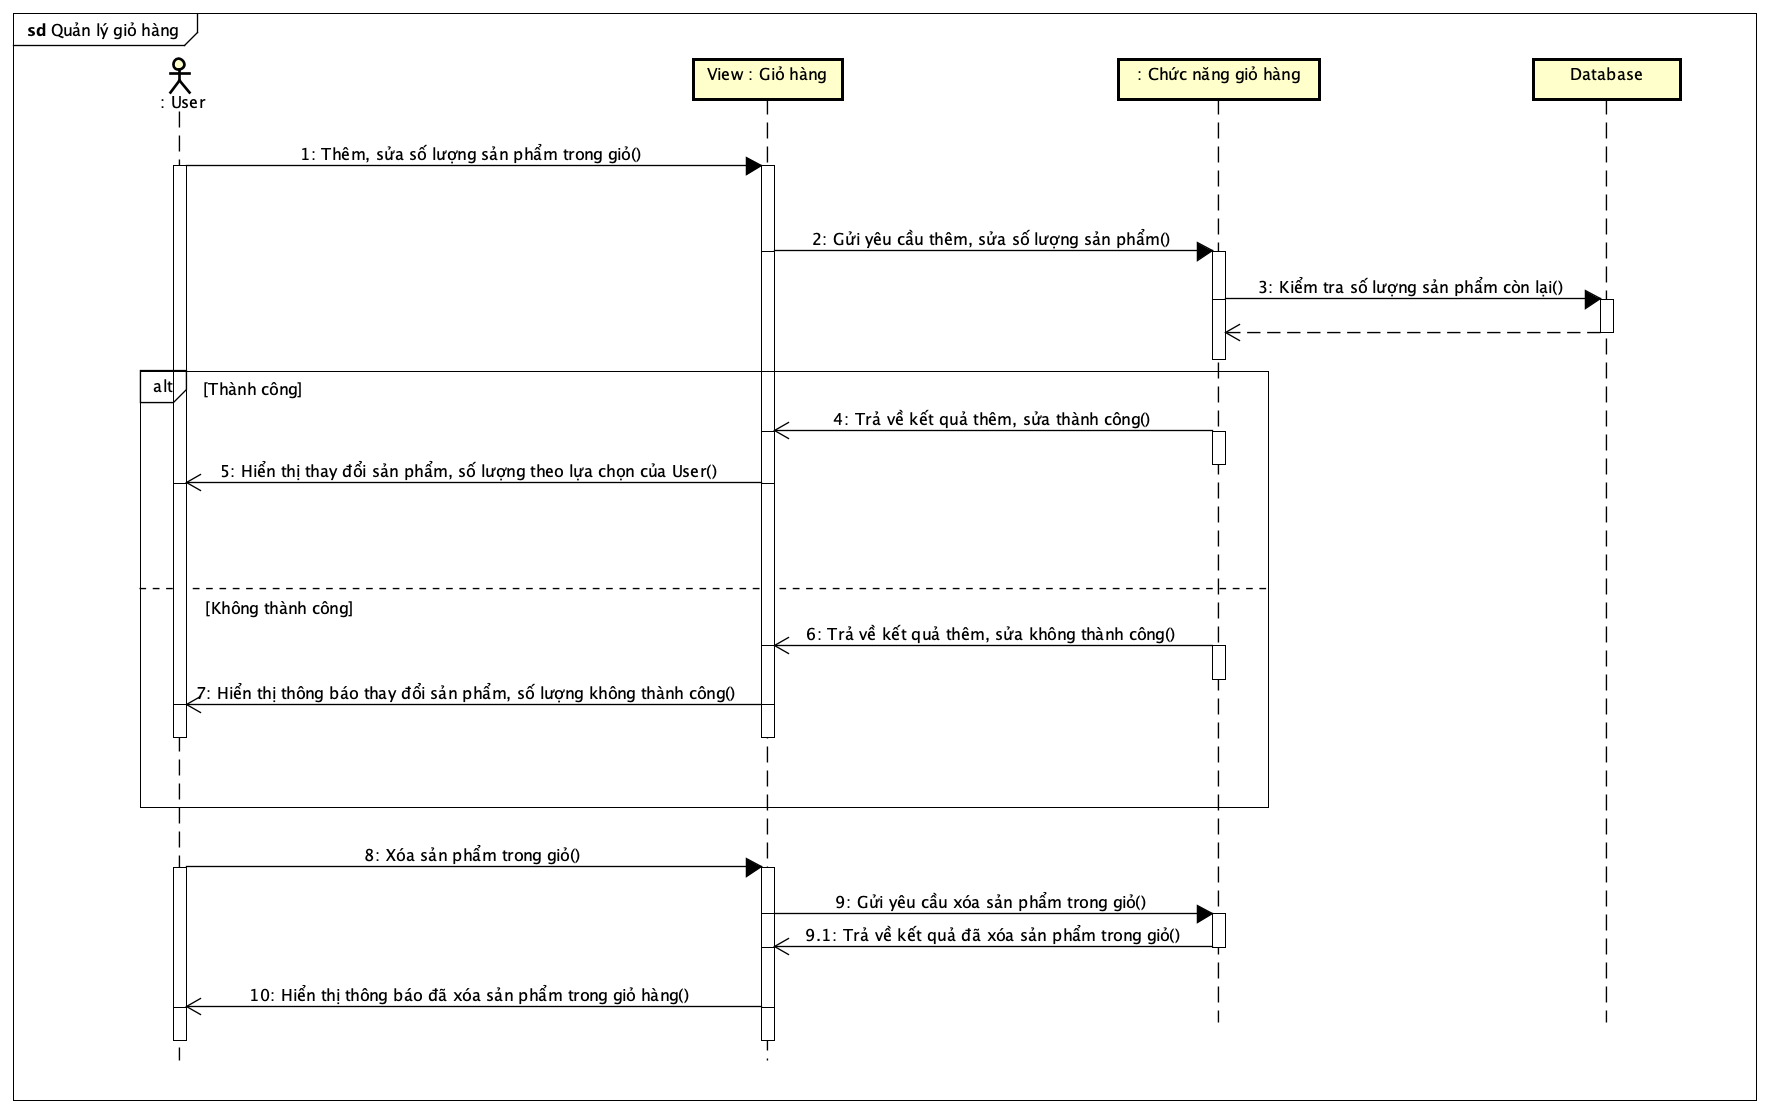 sd Quản lý giỏ hàng
: User
View : Giỏ hàng
: Chức năng giỏ hàng
Database
1: Thêm, sửa số lượng sản phẩm trong giỏ()
2: Gửi yêu cầu thêm, sửa số lượng sản phẩm()
3: Kiểm tra số lượng sản phẩm còn lại()
alt
[Thành công]
4: Trả về kết quả thêm, sửa thành công()
5: Hiển thị thay đổi sản phẩm, số lượng theo lựa chọn của User()
[Không thành công]
6: Trả về kết quả thêm, sửa không thành công()
7: Hiển thị thông báo thay đổi sản phẩm, số lượng không thành công()
8: Xóa sản phẩm trong giỏ()
9: Gửi yêu cầu xóa sản phẩm trong giỏ()
9.1: Trả về kết quả đã xóa sản phẩm trong giỏ()
10: Hiển thị thông báo đã xóa sản phẩm trong giỏ hàng()